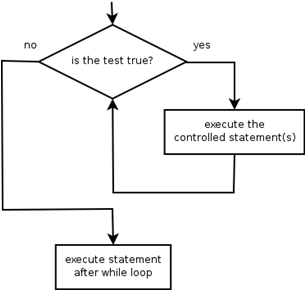 no
yes
is the test true?
execute the
controlled statement(s)
execute statement
after while loop